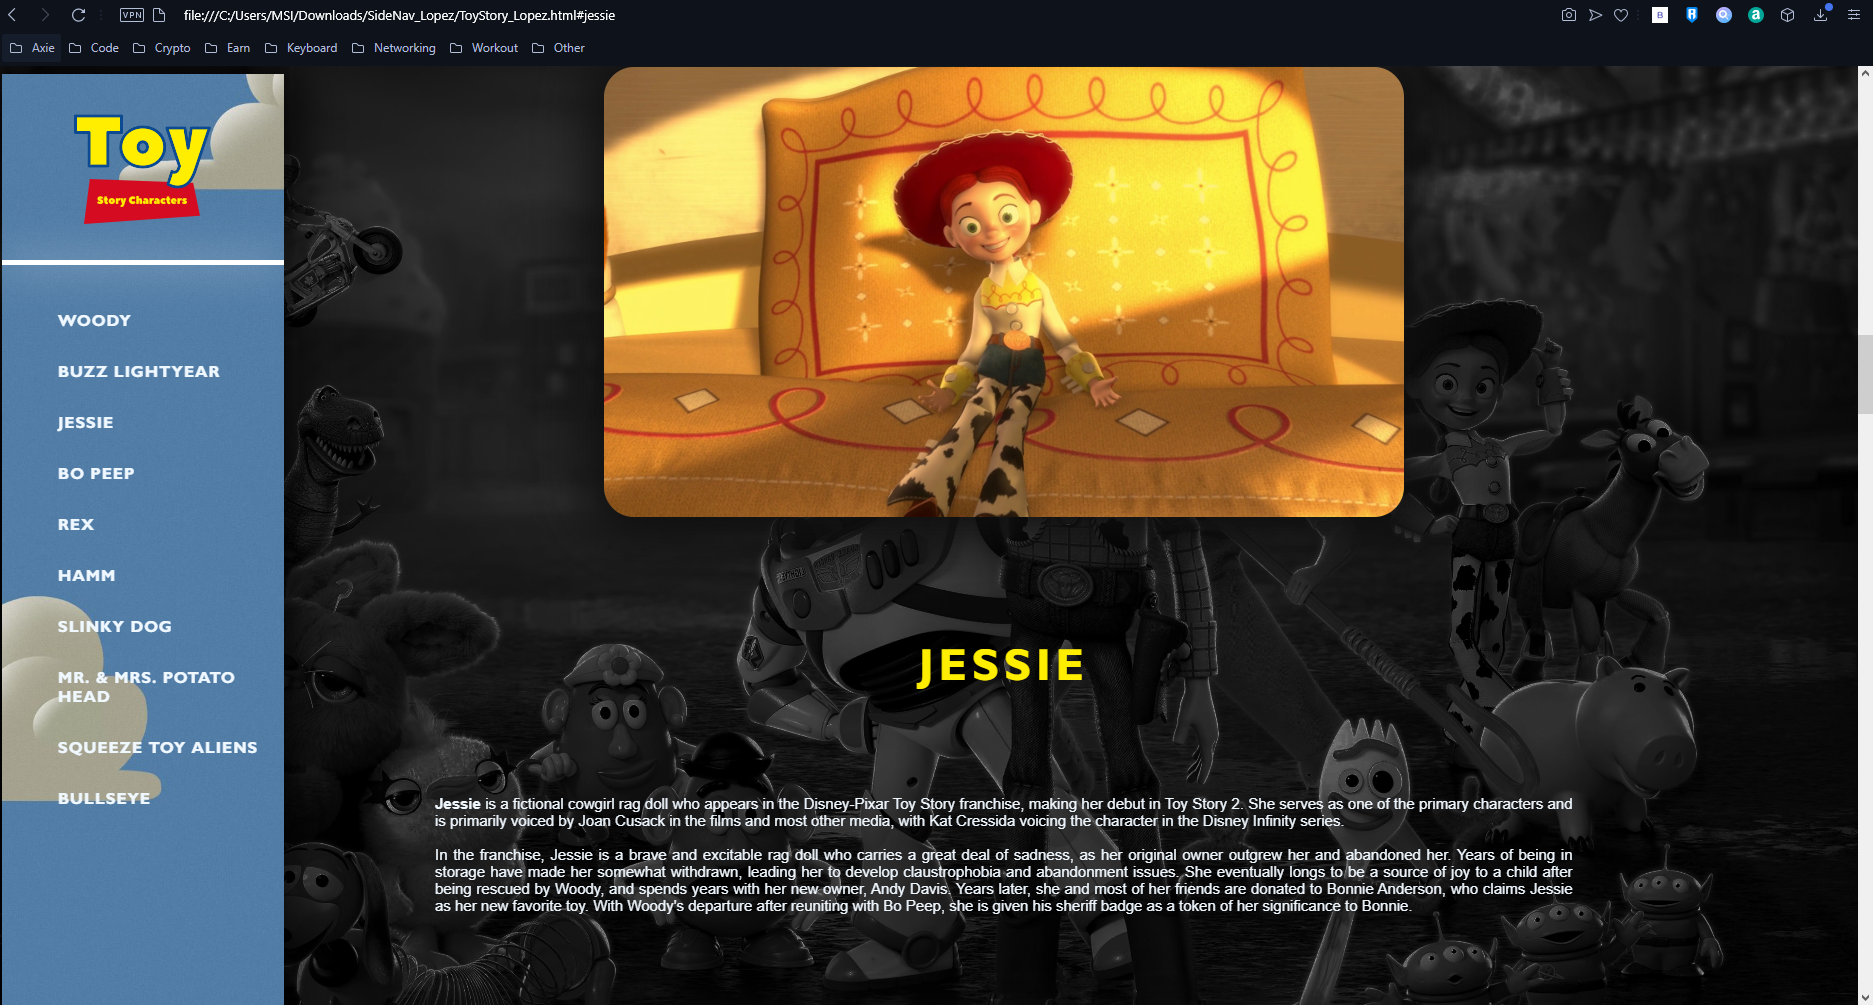 VPN
file:///C:/Users/MSI/Downloads/SideNav_Lopez/ToyStory_Lopez.html#jessie
Axie
Code
Crypto
Earn
Keyboard
Networking
Workout
Other
Toy
Story Characters
WOODY
BUZZ LIGHTYEAR
JESSIE
BO PEEP
REX
HAMM
SLINKY DOG
MR. & MRS. POTATO
HEAD
SQUEEZE TOY ALIENS
BULLSEYE
JESSIE
Jessie is a fictional cowgirl rag doll who appears in the Disney-Pixar Toy Story franchise, making her debut in Toy Story 2. She serves as one of the primary characters and
is primarily voiced by Joan Cusack in the films and most other media, with Kat Cressida voicing the character in the Disney Infinity series.
In the franchise, Jessie is a brave and excitable rag doll who carries a great deal of sadness, as her original owner outgrew her and abandoned her. Years of being in
storage have made her somewhat withdrawn, leading her to develop claustrophobia and abandonment issues. She eventually longs to be a source of joy to a child after
being rescued by Woody, and spends years with her new owner, Andy Davis. Years later, she and most of her friends are donated to Bonnie Anderson, who claims Jessie
as her new favorite toy. With Woody's departure after reuniting with Bo Peep, she is given his sheriff badge as a token of her significance to Bonnie.